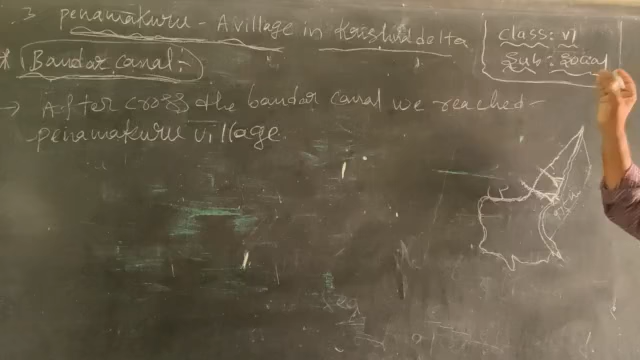 3 penamakuru - A village in Krishna delta
Class: VI
Sub: Social
* Bandar canal:-
→ After cross the bandar canal we reached-
penamakuru village.